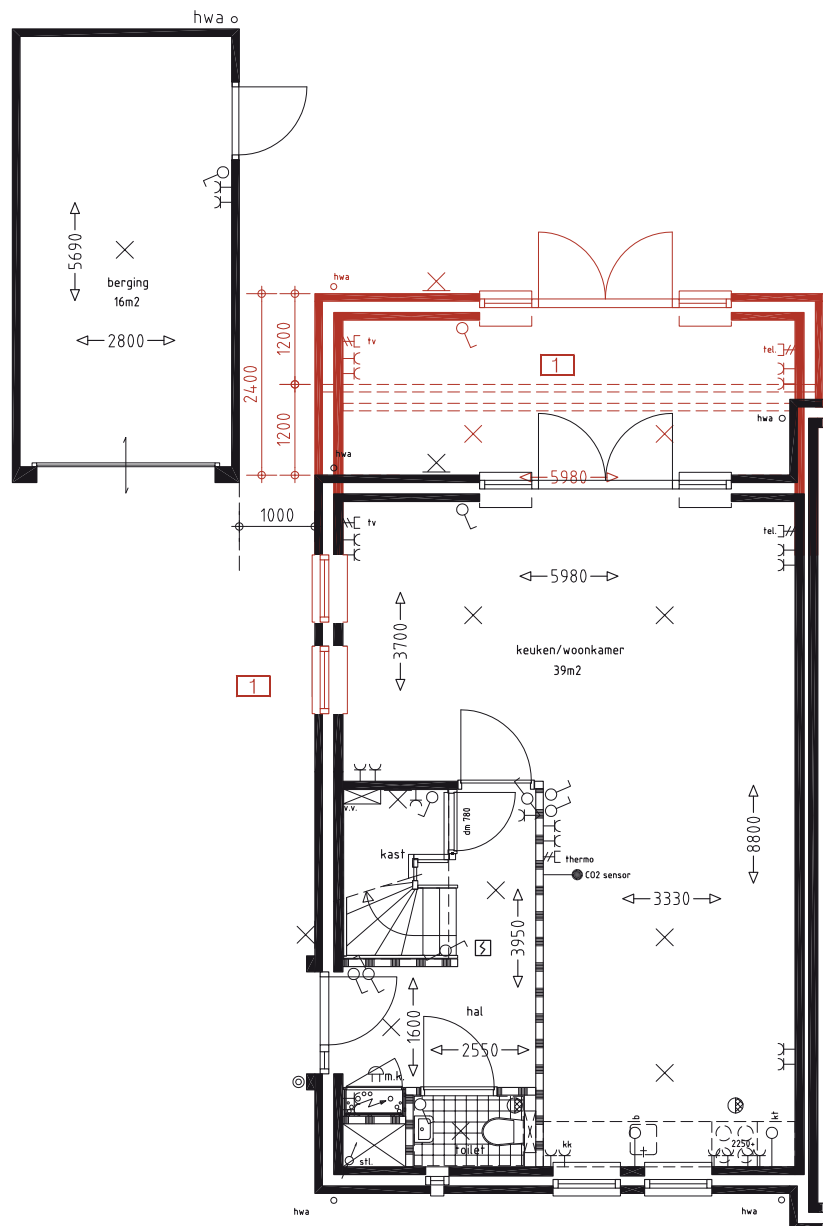 hwa
5690
berging
16m2
2800
hwa
1200
2400
1200
tv
tel.
1
hwa
hwa
5980
1000
tv
tel.
5980
3700
keuken/woonkamer
39m2
1
v.v.
dm 780
kast
thermo
CO2 sensor
8800
3330
3950
hal
1600
2550
m.k.
toilet
stl.
kk
b
2250+
kt
hwa
hwa